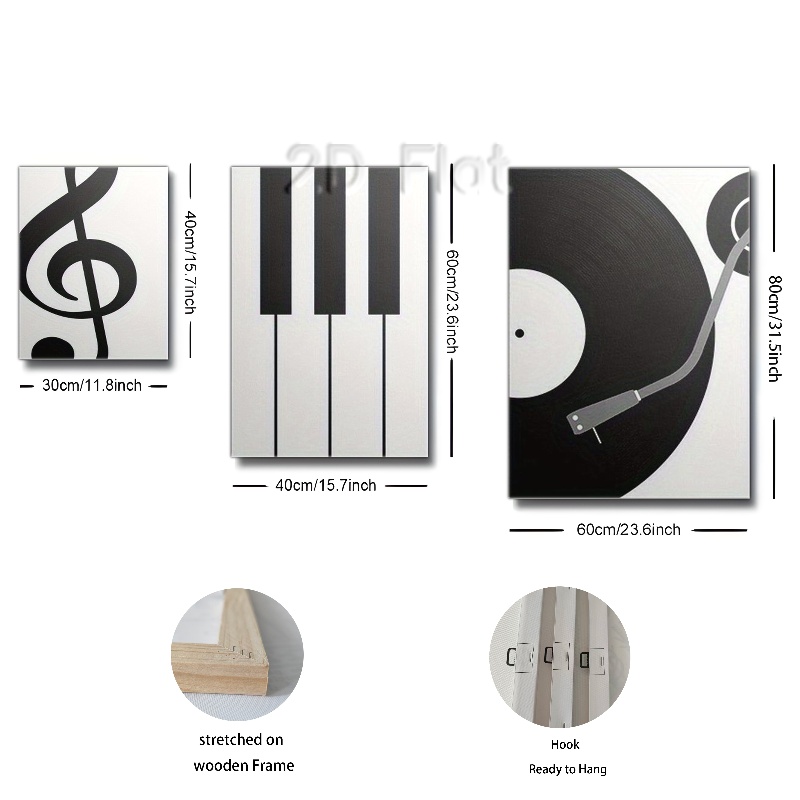 2D Flat
40cm/15.7inch
30cm/11.8inch
60cm/23.6inch
40cm/15.7inch
80cm/31.5inch
60cm/23.6inch
stretched on
wooden Frame
Hook
Ready to Hang